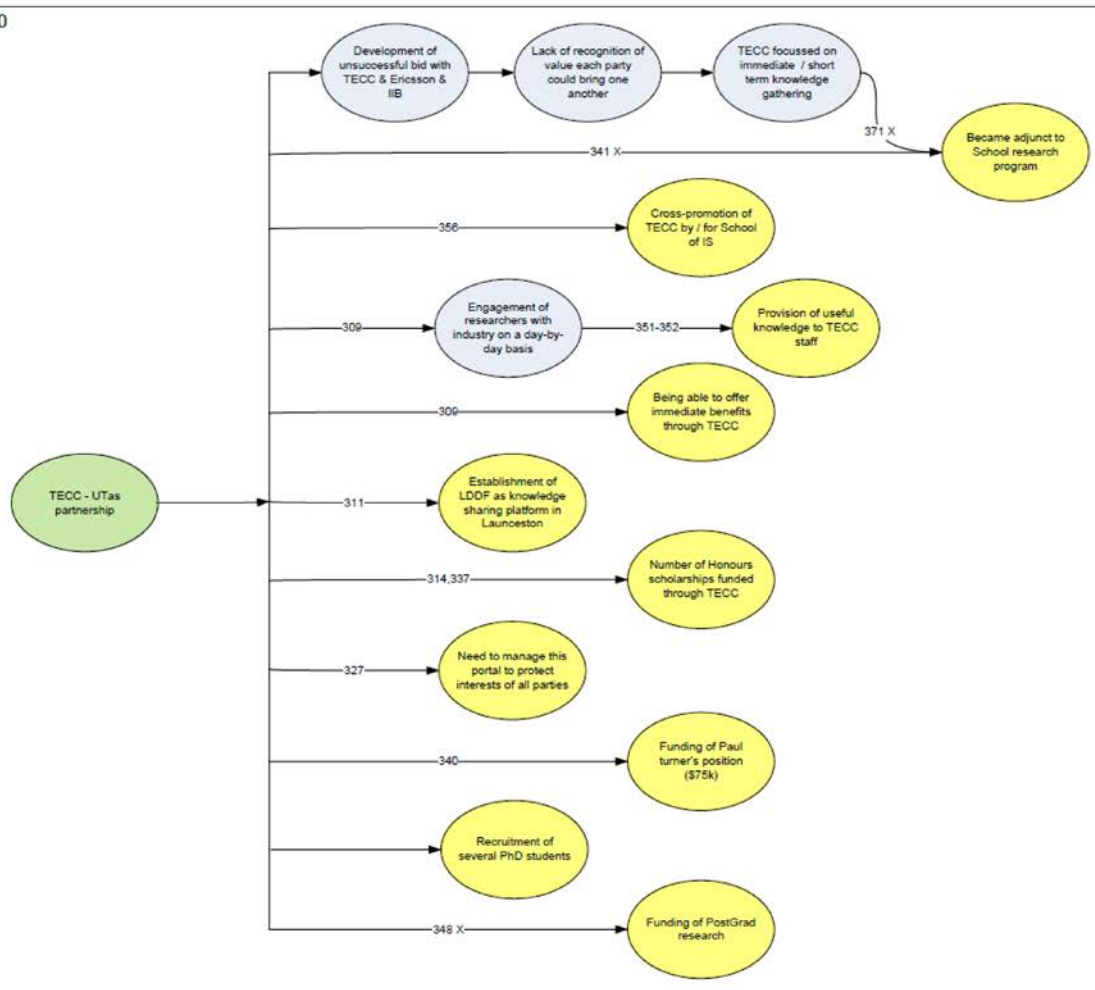 0
Development of
unsuccessful bid with
TECC & Ericsson &
IIB
Lack of recognition of
value each party
could bring one
another
TECC focussed on
immediate / short
term knowledge
gathering
371 X
Became adjunct to
School research
program
341 X
Cross-promotion of
TECC by / for School
of IS
356
Engagement of
researchers with
industry on a day-by-
day basis
309
351-352
Provision of useful
knowledge to TECC
staff
Being able to offer
immediate benefits
through TECC
309
TECC - UTas
partnership
Establishment of
LDDF as knowledge
sharing platform in
Launceston
311
Number of Honours
scholarships funded
through TECC
314,337
Need to manage this
portal to protect
interests of all parties
327
Funding of Paul
turner's position
($75k)
340
Recruitment of
several PhD students
Funding of PostGrad
research
348 X